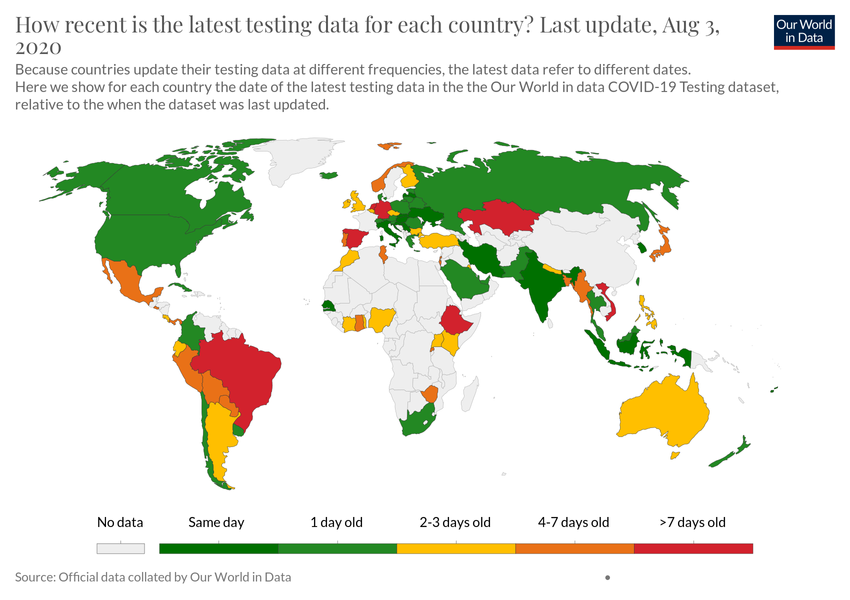 How recent is the latest testing data for each country? Last update, Aug 3,
2020
Our World
in Data
Because countries update their testing data at different frequencies, the latest data refer to different dates.
Here we show for each country the date of the latest testing data in the the Our World in data COVID-19 Testing dataset,
relative to the when the dataset was last updated.
No data
Same day
1 day old
2-3 days old
4-7 days old
>7 days old
Source: Official data collated by Our World in Data